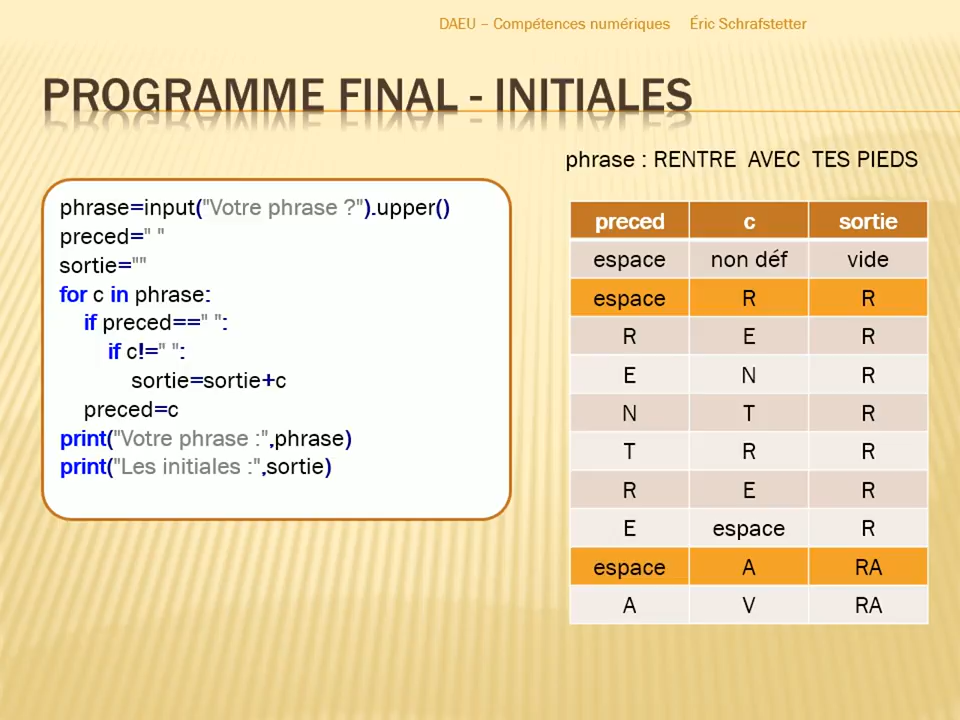 DAEU – Compétences numériques Éric Schrafstetter
PROGRAMME FINAL - INITIALES
phrase : RENTRE  AVEC  TES PIEDS
phrase=input("Votre phrase ?").upper()
preced=" "
sortie=""
for c in phrase:
    if preced==" ":
        if c!=" ":
            sortie=sortie+c
    preced=c
print("Votre phrase :",phrase)
print("Les initiales :",sortie)
preced c sortie
espace non déf vide
espace R R
R E R
E N R
N T R
T R R
R E R
E espace R
espace A RA
A V RA